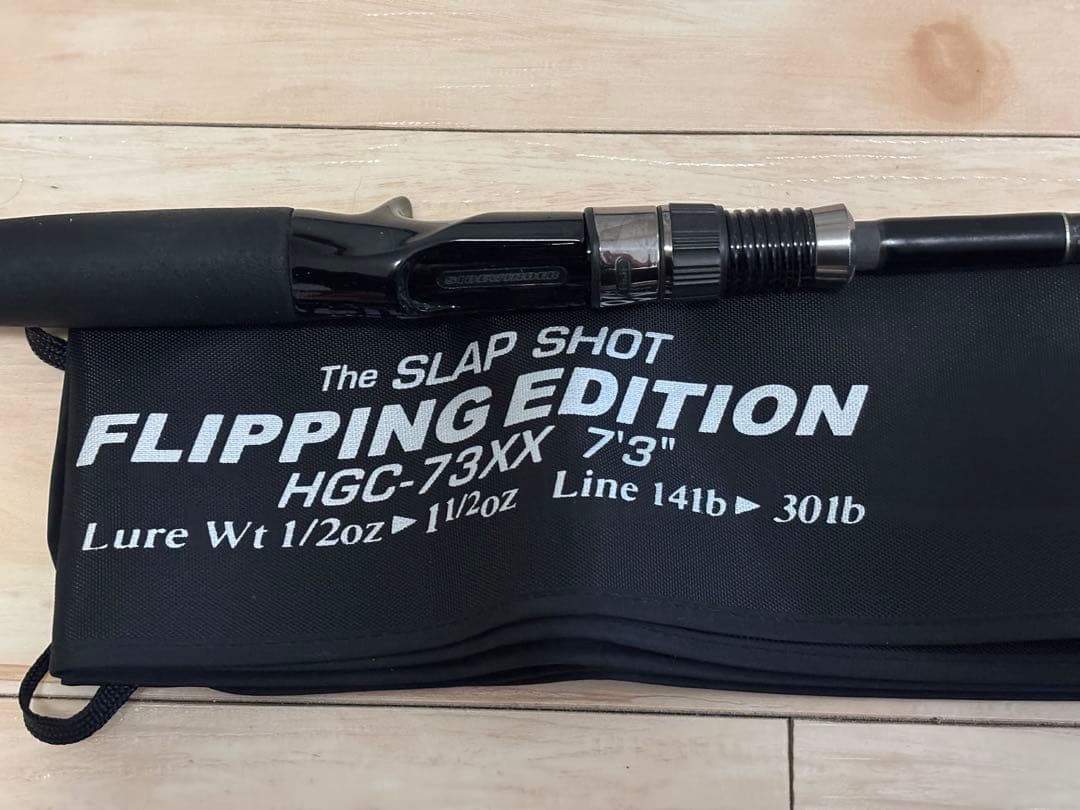 SIDEWINDER
The SLAP SHOT
FLIPPING EDITION
HGC-73XX 7'3"
Lure Wt 1/2oz ▶ 1 1/2oz Line 14lb ▶ 30lb